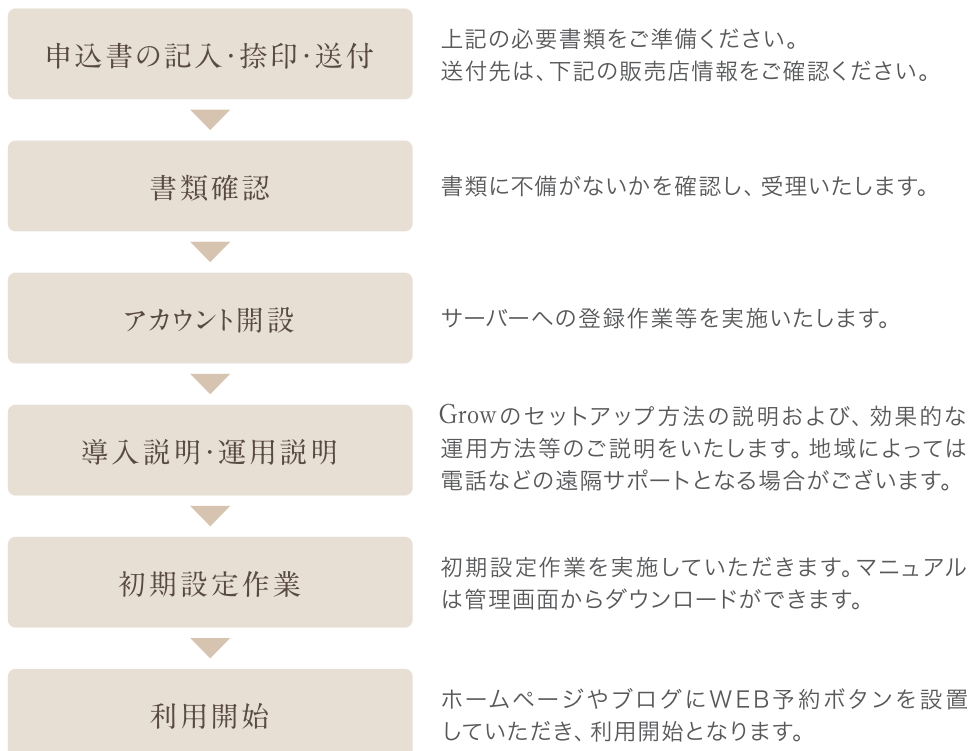 申込書の記入・捺印・送付
上記の必要書類をご準備ください。
送付先は、下記の販売店情報をご確認ください。
書類確認
書類に不備がないかを確認し、受理いたします。
アカウント開設
サーバーへの登録作業等を実施いたします。
導入説明・運用説明
Growのセットアップ方法の説明および、効果的な
運用方法等のご説明をいたします。地域によっては
電話などの遠隔サポートとなる場合がございます。
初期設定作業
初期設定作業を実施していただきます。マニュアル
は管理画面からダウンロードができます。
利用開始
ホームページやブログにWEB予約ボタンを設置
していただき、利用開始となります。